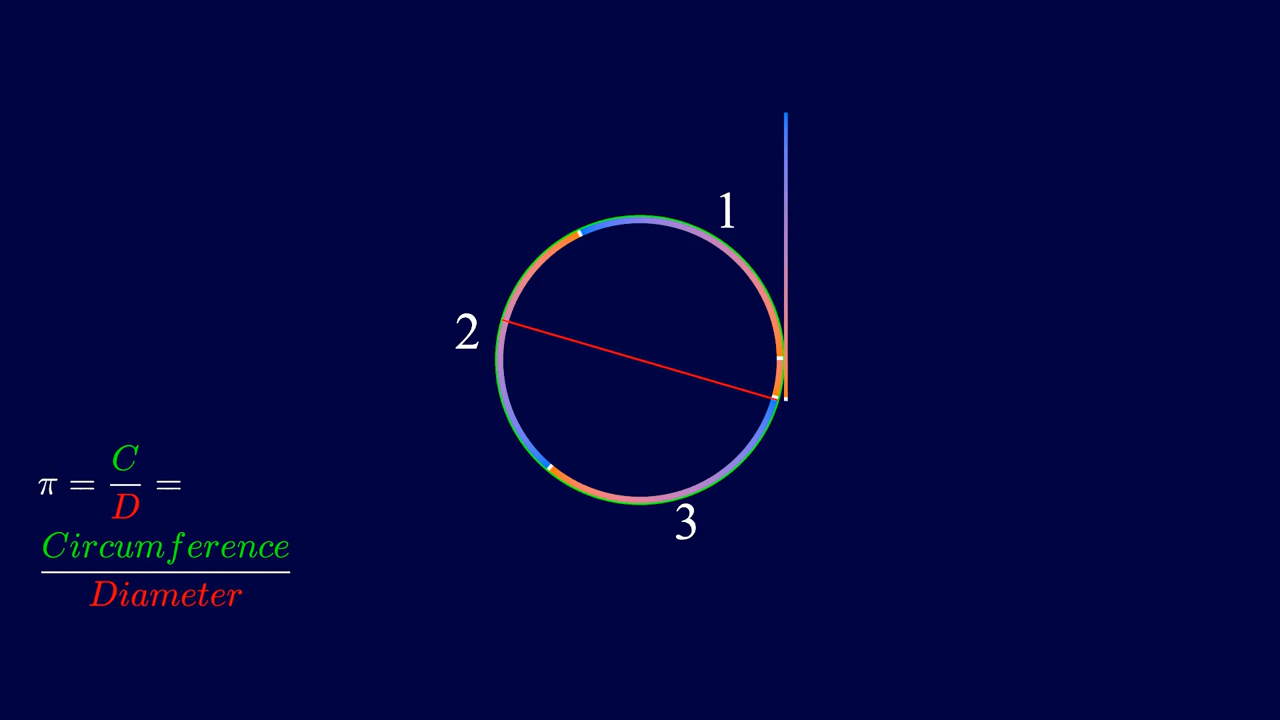 1
2
3
π = C/D =
Circumference
Diameter